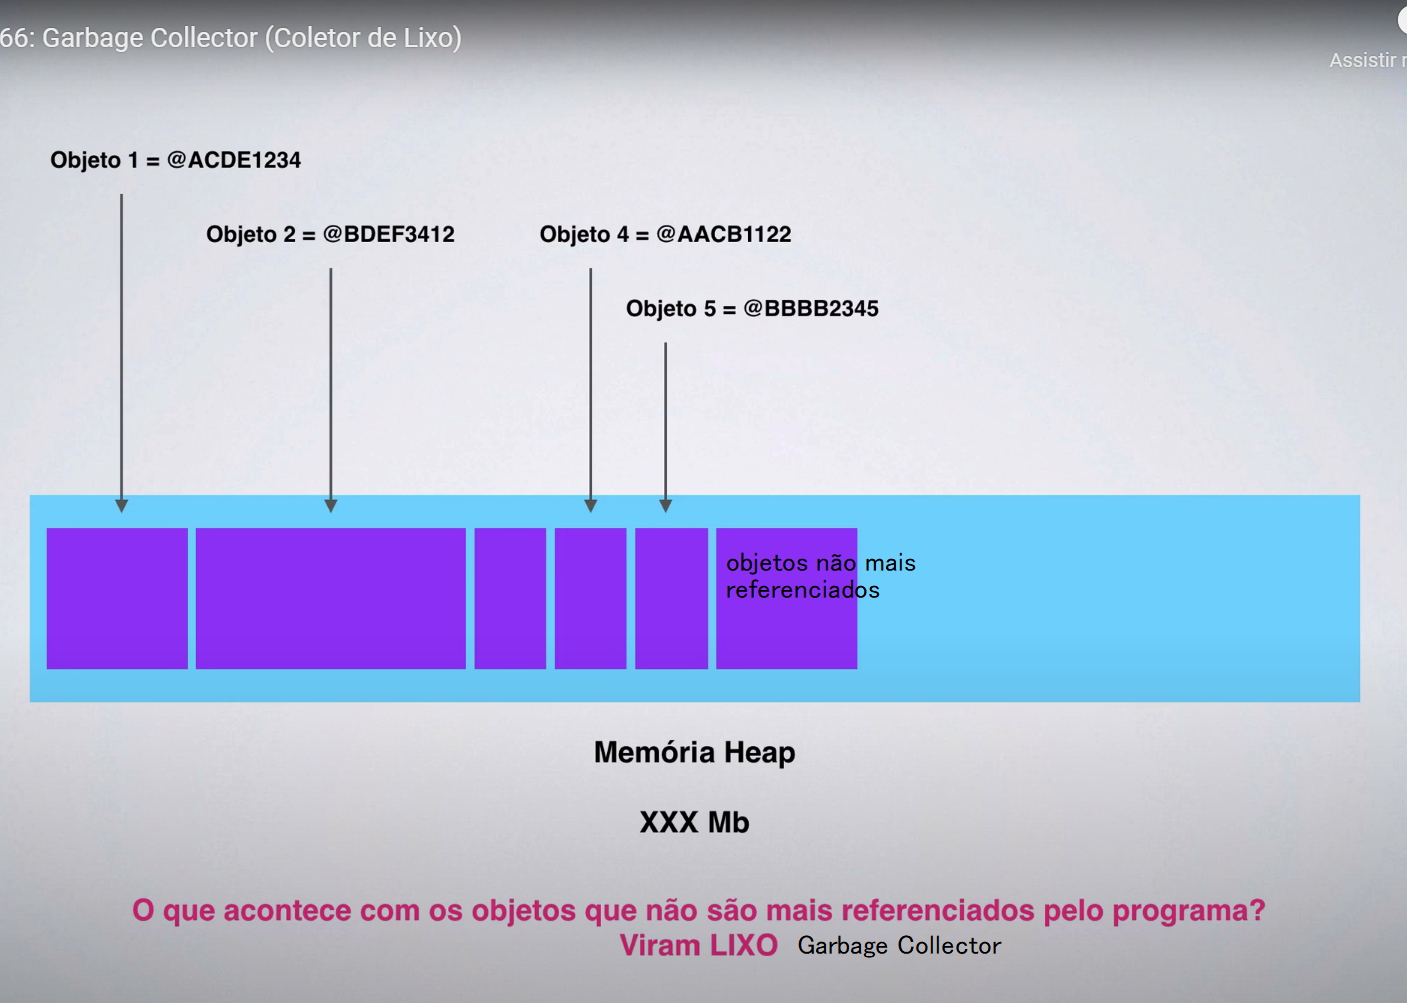 66: Garbage Collector (Coletor de Lixo)
Assistir
Objeto 1 = @ACDE1234
Objeto 2 = @BDEF3412
Objeto 4 = @AACB1122
Objeto 5 = @BBBB2345
objetos não mais
referenciados
Memória Heap
XXX Mb
O que acontece com os objetos que não são mais referenciados pelo programa?
Viram LIXO Garbage Collector